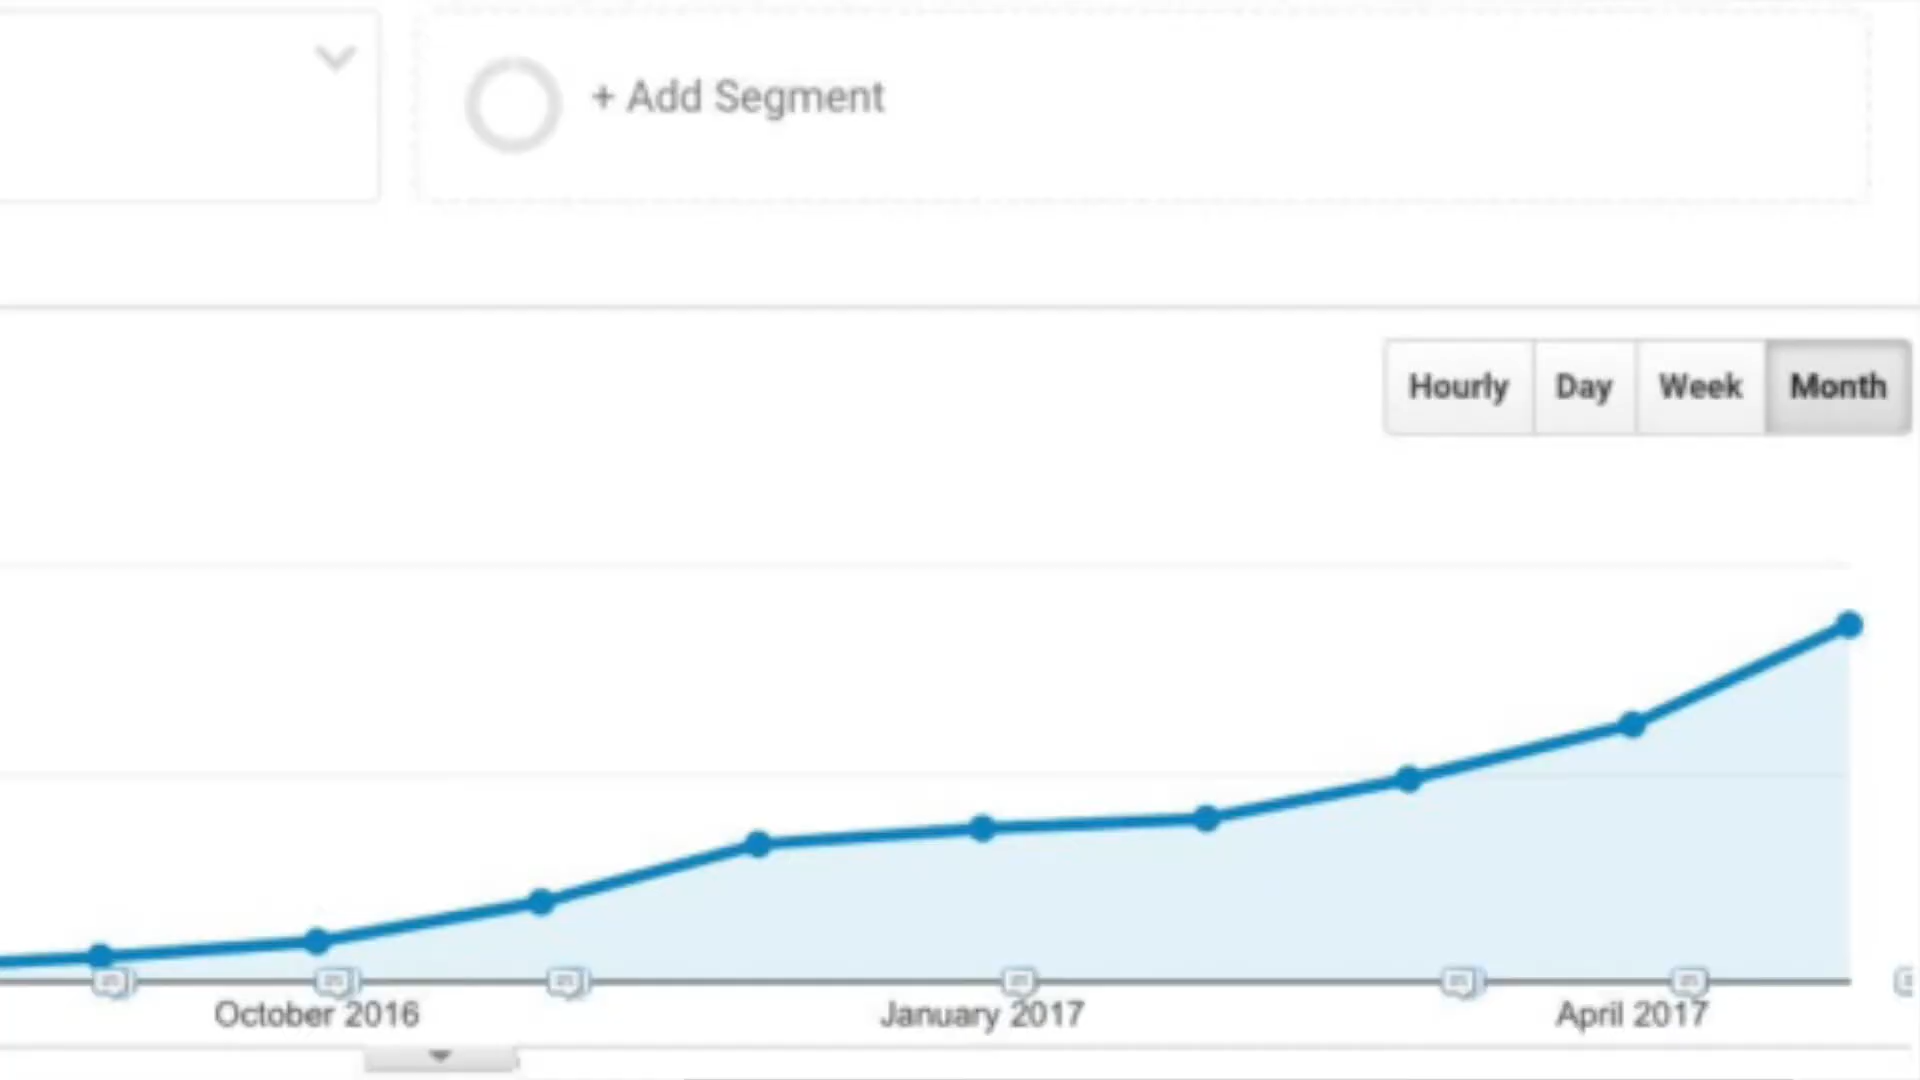 + Add Segment
Hourly Day Week Month
October 2016 January 2017 April 2017